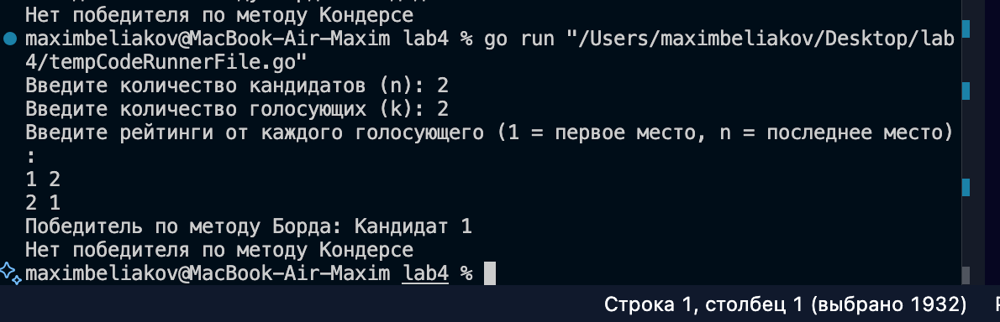 Нет победителя по методу Кондерсе
maximbeliakov@MacBook-Air-Maxim lab4 % go run "/Users/maximbeliakov/Desktop/lab
4/tempCodeRunnerFile.go"
Введите количество кандидатов (n): 2
Введите количество голосующих (k): 2
Введите рейтинги от каждого голосующего (1 = первое место, n = последнее место)
:
1 2
2 1
Победитель по методу Борда: Кандидат 1
Нет победителя по методу Кондерсе
maximbeliakov@MacBook-Air-Maxim lab4 %
Строка 1, столбец 1 (выбрано 1932)